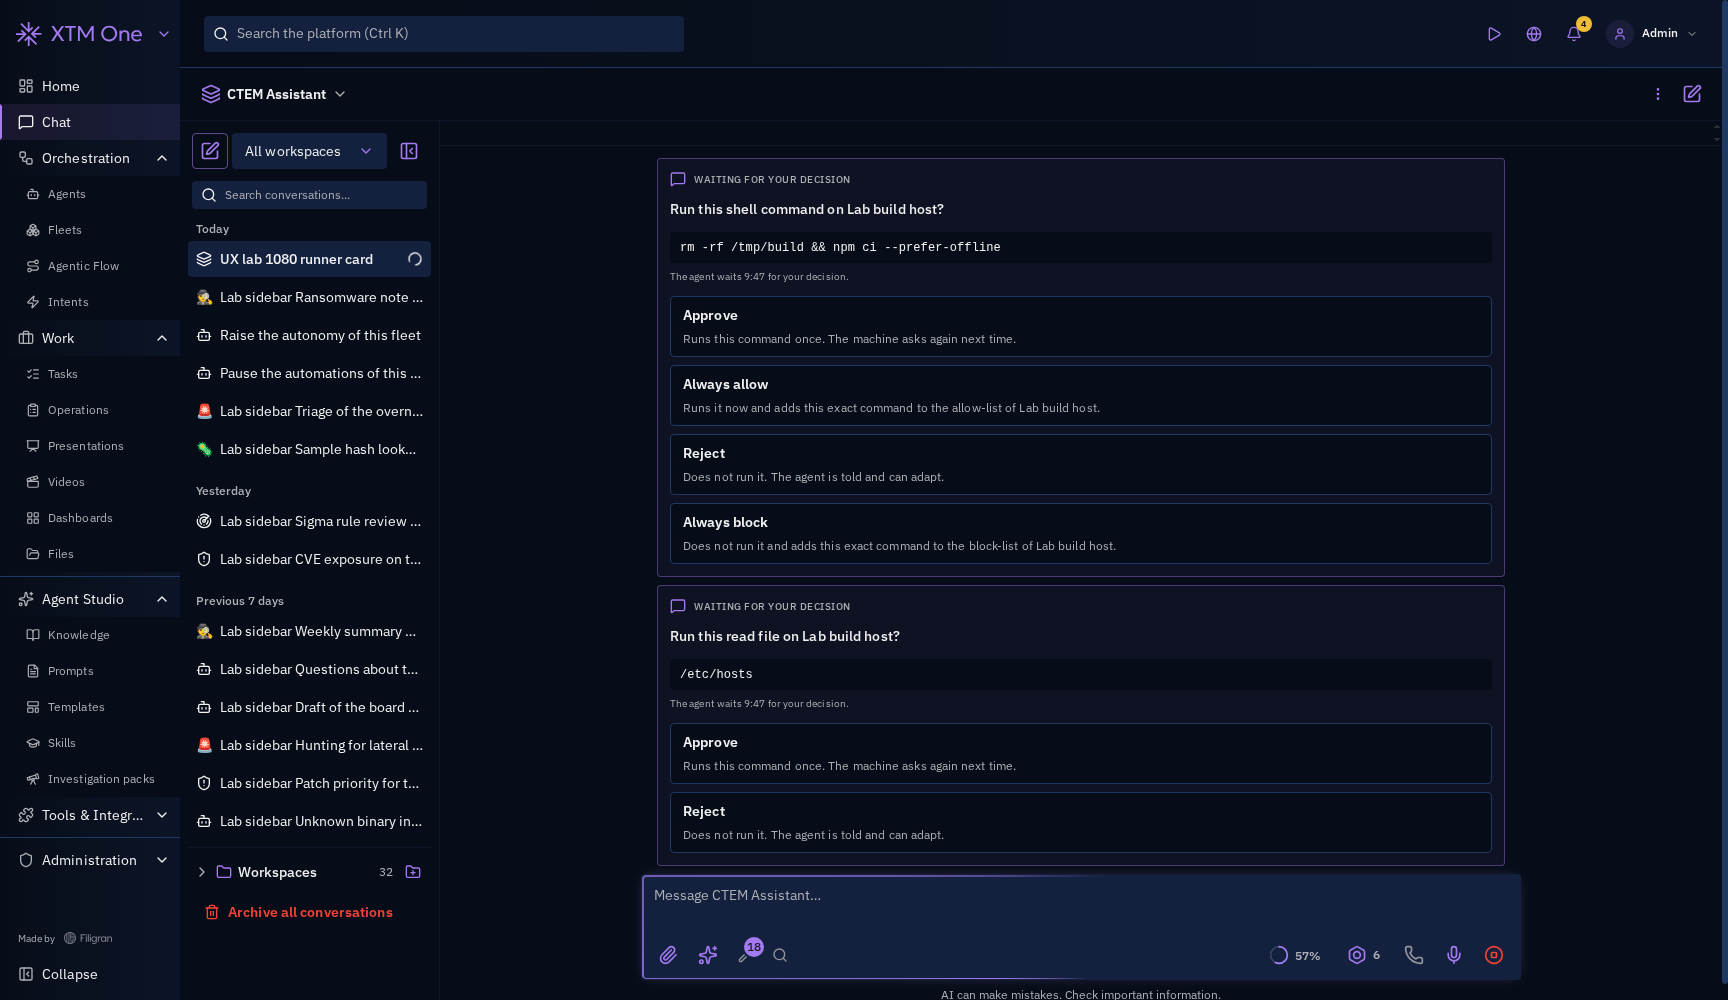 XTM One
Search the platform (Ctrl K)
4
Admin
Home
Chat
Orchestration
Agents
Fleets
Agentic Flow
Intents
Work
Tasks
Operations
Presentations
Videos
Dashboards
Files
Agent Studio
Knowledge
Prompts
Templates
Skills
Investigation packs
Tools & Integr...
Administration
Made by Filigran
Collapse
CTEM Assistant
All workspaces
Search conversations...
Today
UX lab 1080 runner card
Lab sidebar Ransomware note ...
Raise the autonomy of this fleet
Pause the automations of this ...
Lab sidebar Triage of the overn...
Lab sidebar Sample hash look...
Yesterday
Lab sidebar Sigma rule review ...
Lab sidebar CVE exposure on t...
Previous 7 days
Lab sidebar Weekly summary ...
Lab sidebar Questions about t...
Lab sidebar Draft of the board ...
Lab sidebar Hunting for lateral ...
Lab sidebar Patch priority for t...
Lab sidebar Unknown binary in...
Workspaces 32
Archive all conversations
WAITING FOR YOUR DECISION
Run this shell command on Lab build host?
rm -rf /tmp/build && npm ci --prefer-offline
The agent waits 9:47 for your decision.
Approve
Runs this command once. The machine asks again next time.
Always allow
Runs it now and adds this exact command to the allow-list of Lab build host.
Reject
Does not run it. The agent is told and can adapt.
Always block
Does not run it and adds this exact command to the block-list of Lab build host.
WAITING FOR YOUR DECISION
Run this read file on Lab build host?
/etc/hosts
The agent waits 9:47 for your decision.
Approve
Runs this command once. The machine asks again next time.
Reject
Does not run it. The agent is told and can adapt.
Message CTEM Assistant...
18
57%
6
AI can make mistakes. Check important information.